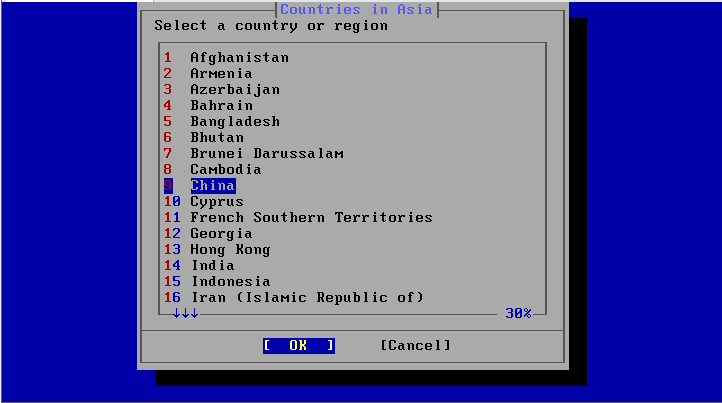 Countries in Asia
Select a country or region
1 Afghanistan
2 Armenia
3 Azerbaijan
4 Bahrain
5 Bangladesh
6 Bhutan
7 Brunei Darussalam
8 Cambodia
9 China
10 Cyprus
11 French Southern Territories
12 Georgia
13 Hong Kong
14 India
15 Indonesia
16 Iran (Islamic Republic of)
↓↓↓ 30%
[ OK ] [Cancel]